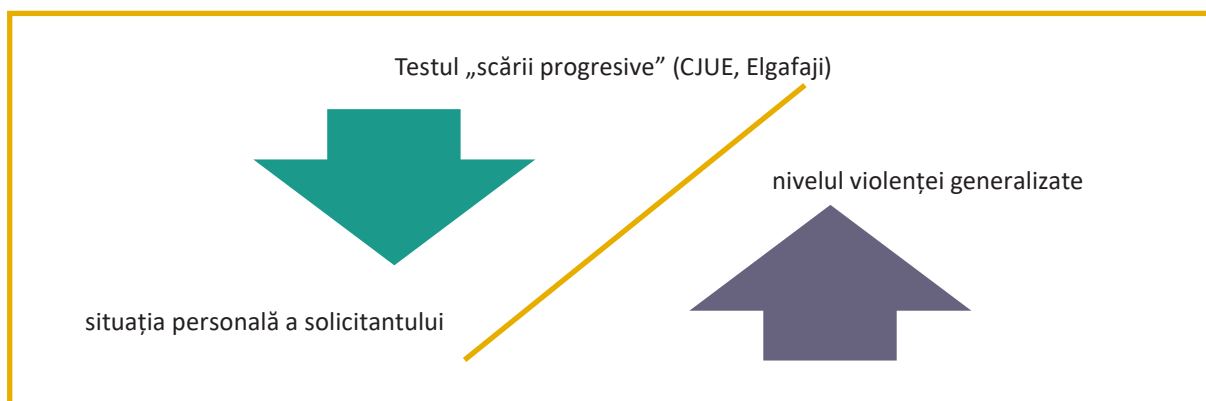 Testul „scării progresive” (CJUE, Elgafaji)
nivelul violenței generalizate
situația personală a solicitantului